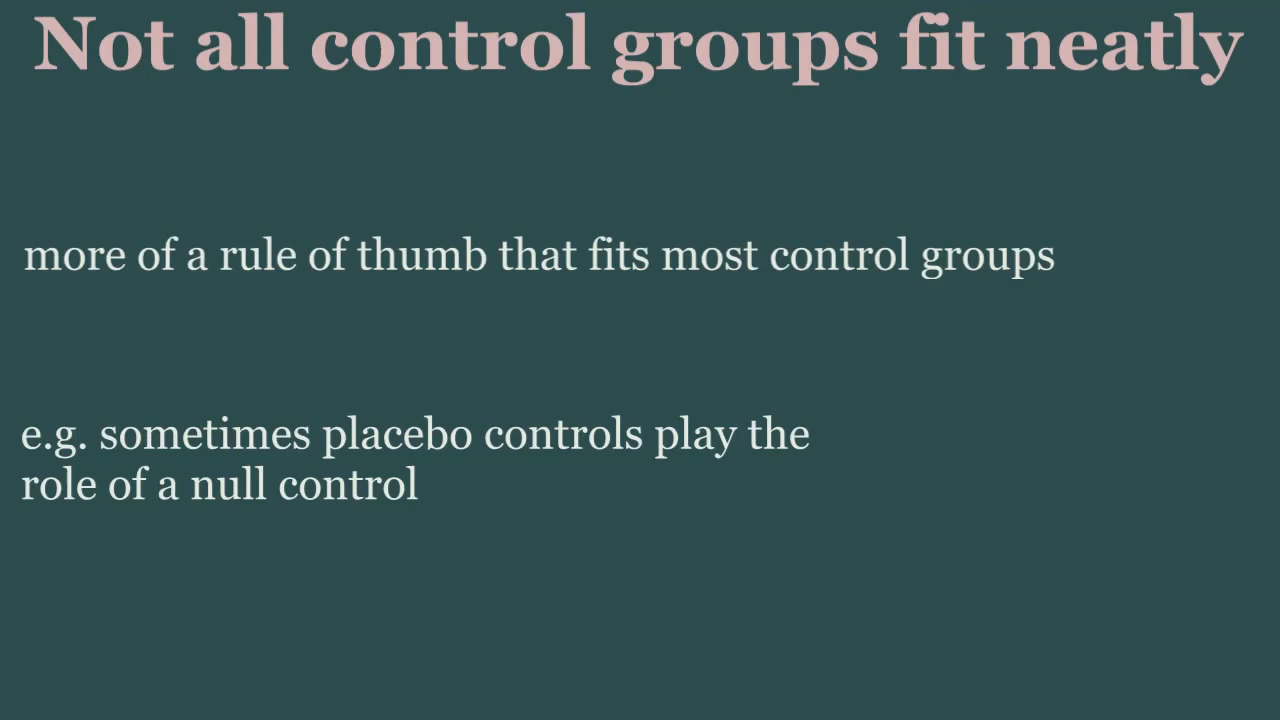 Not all control groups fit neatly
more of a rule of thumb that fits most control groups
e.g. sometimes placebo controls play the
role of a null control